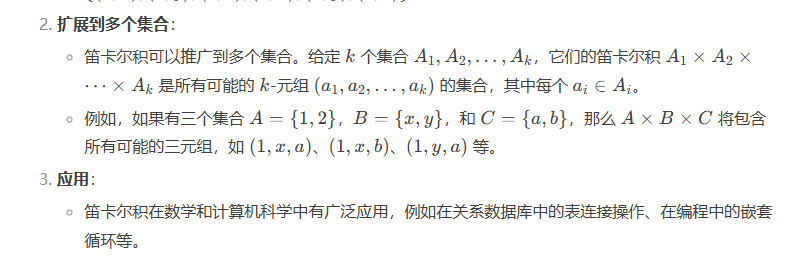 2. 扩展到多个集合:
○ 笛卡尔积可以推广到多个集合。给定 k 个集合 A₁, A₂, …, Aₖ, 它们的笛卡尔积 A₁ × A₂ ×
⋯ × Aₖ 是所有可能的 k-元组 (a₁, a₂, …, aₖ) 的集合,其中每个 aᵢ ∈ Aᵢ。
○ 例如,如果有三个集合 A = {1, 2}, B = {x, y}, 和 C = {a, b}, 那么 A × B × C 将包含
所有可能的三元组,如 (1, x, a)、(1, x, b)、(1, y, a) 等。
3. 应用:
○ 笛卡尔积在数学和计算机科学中有广泛应用,例如在关系数据库中的表连接操作、在编程中的嵌套
循环等。